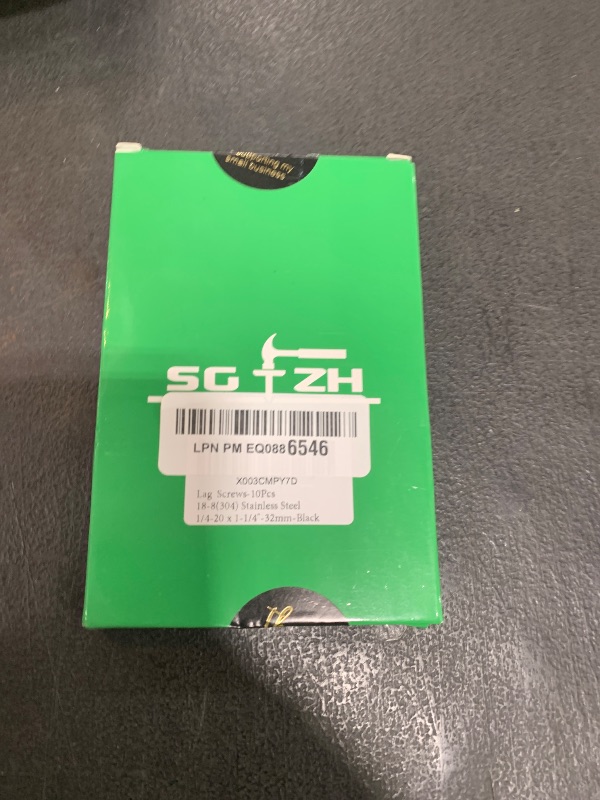 supporting my
small business
SG ZH
LPN PM EQ0886546
X003CMPY7D
Lag Screws-10Pcs
18-8(304) Stainless Steel
1/4-20 x 1-1/4"-32mm-Black